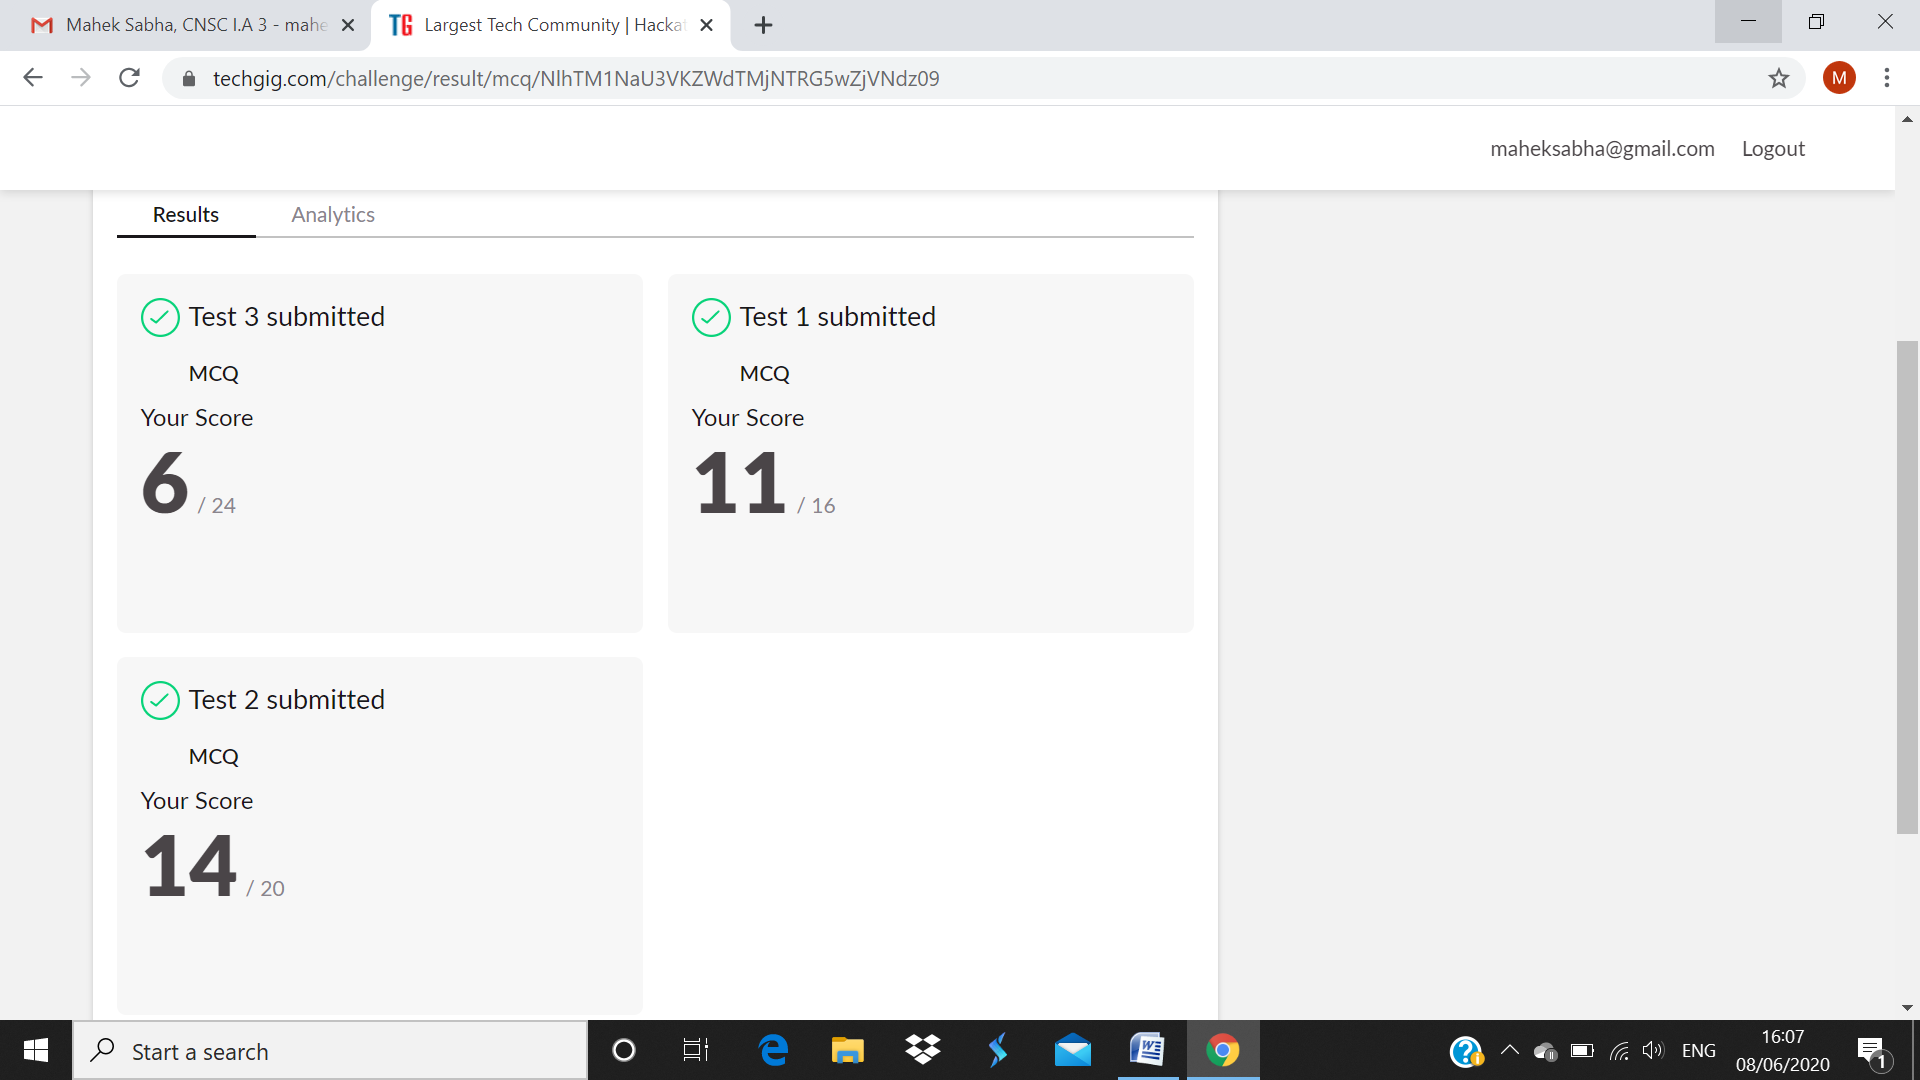 Mahek Sabha, CNSC I.A 3 - mahe
TG Largest Tech Community | Hacka
techgig.com/challenge/result/mcq/NlhTM1NaU3VKZWdTMjNTRG5wZjVNdz09
M
maheksabha@gmail.com Logout
Results Analytics
Test 3 submitted
MCQ
Your Score
6 / 24
Test 1 submitted
MCQ
Your Score
11 / 16
Test 2 submitted
MCQ
Your Score
14 / 20
Start a search
ENG
16:07
08/06/2020
1